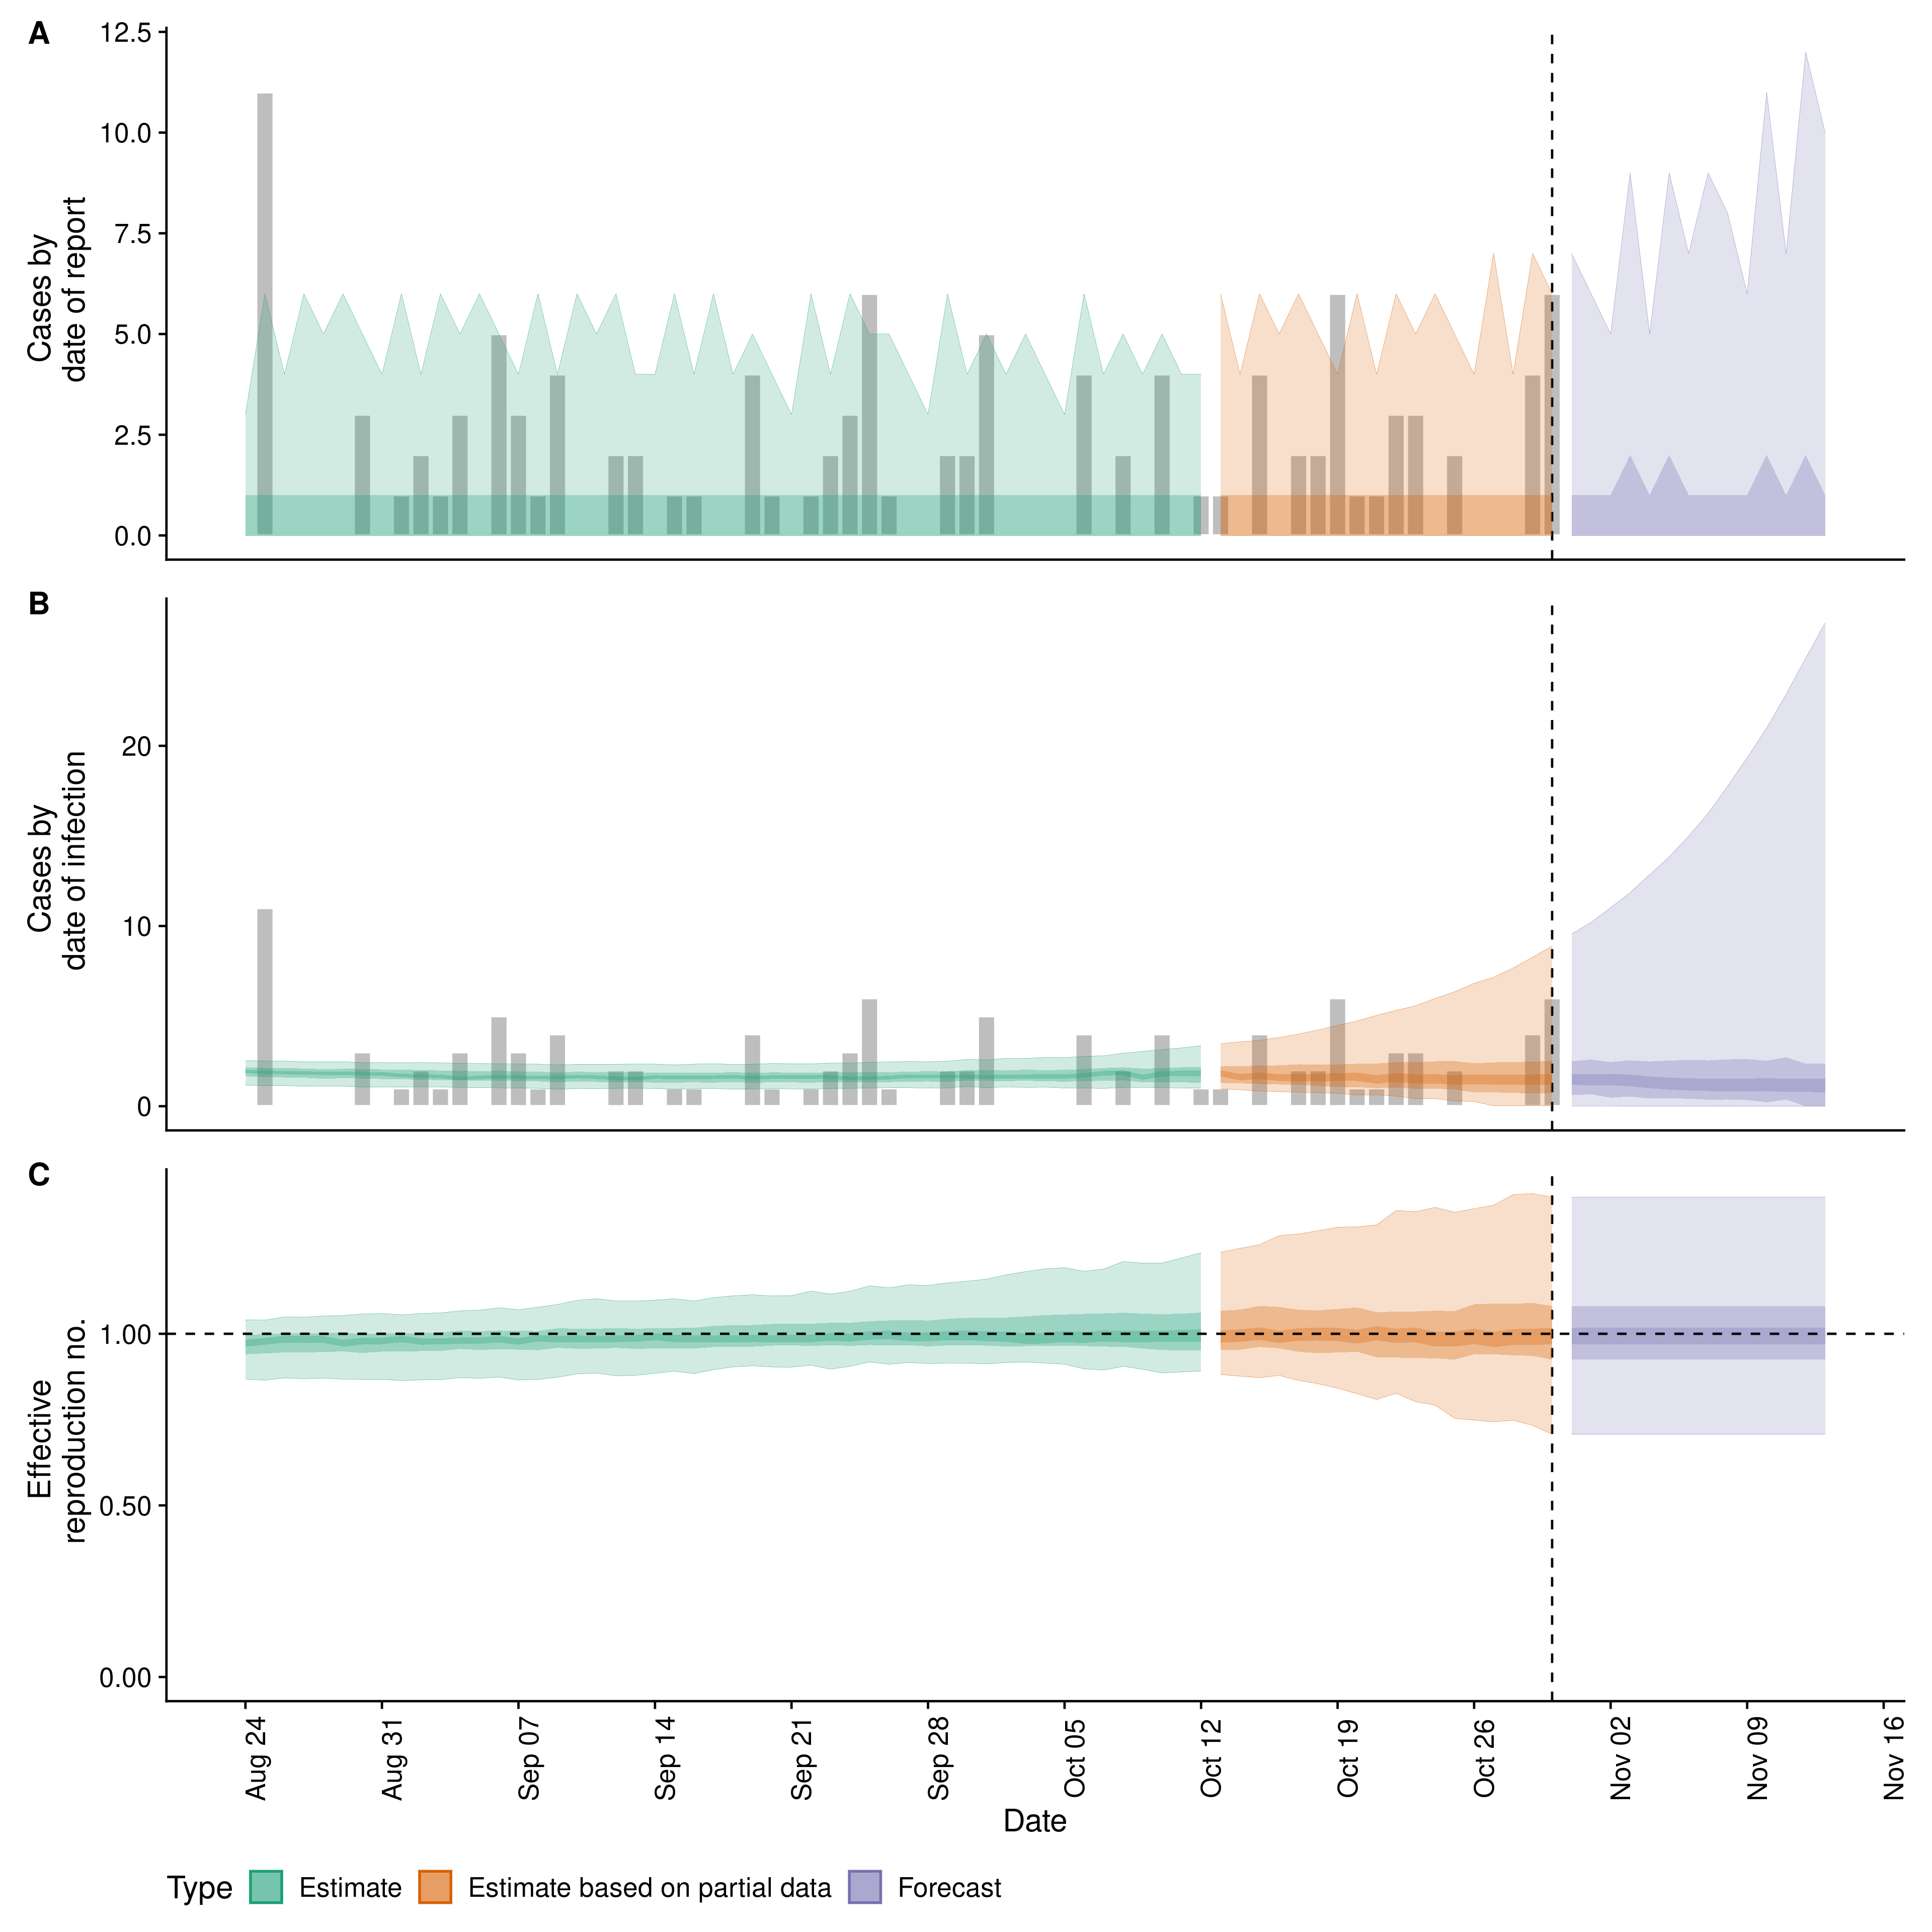 A
Cases by
date of report
12.5
10.0
7.5
5.0
2.5
0.0
B
Cases by
date of infection
20
10
0
C
Effective
reproduction no.
1.00
0.50
0.00
Aug 24
Aug 31
Sep 07
Sep 14
Sep 21
Sep 28
Oct 05
Oct 12
Oct 19
Oct 26
Nov 02
Nov 09
Nov 16
Date
Type Estimate Estimate based on partial data Forecast